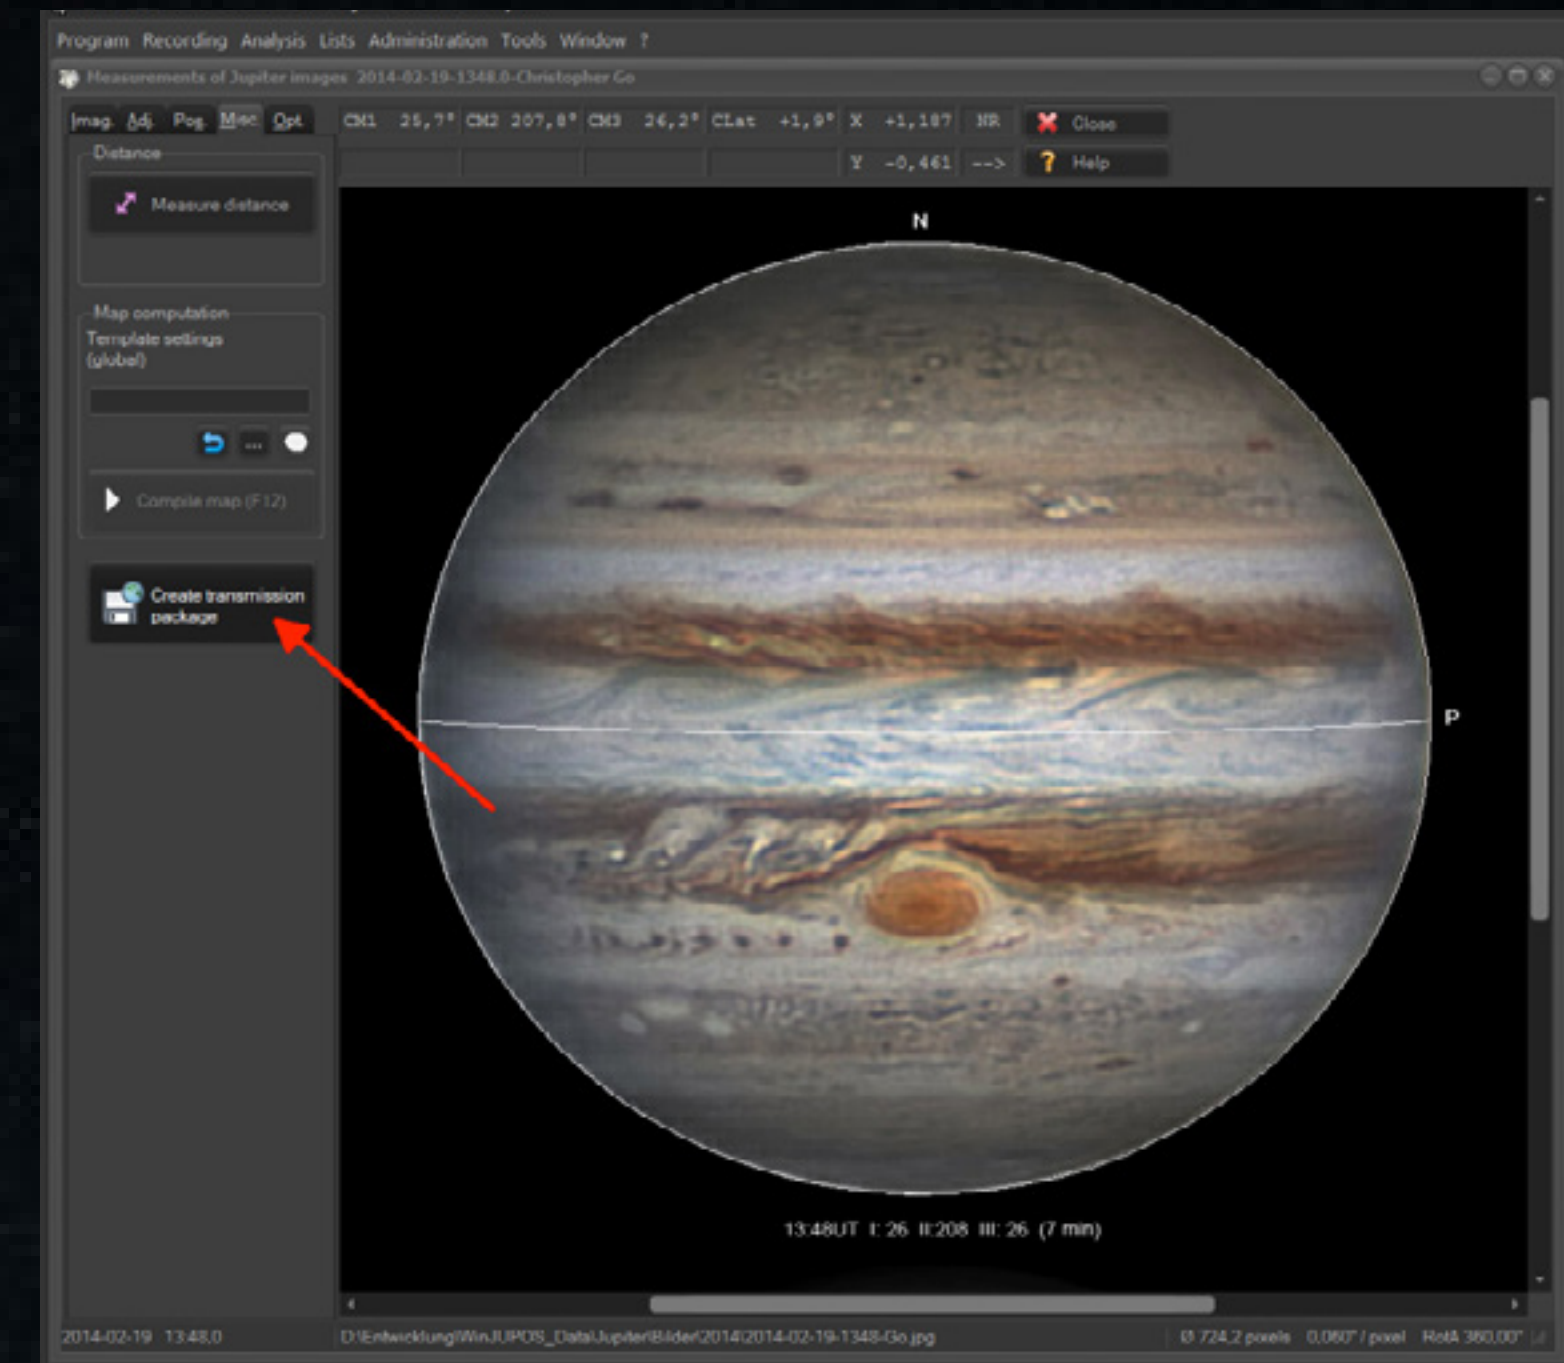 Program Recording Analysis Lists Administration Tools Window ?
Measurements of Jupiter images 2014-02-19-1348.0-Christopher Go
Imag. Adj. Pos. Misc. Opt.
CM1 25,7° CM2 207,8° CM3 26,2° CLat +1,9° X +1,187 NR Close
Y -0,461 --> Help
Distance
Measure distance
Map computation
Template settings
(global)
...
Compile map (F12)
Create transmission
package
N
P
13:48UT I: 26 II:208 III: 26 (7 min)
2014-02-19 13:48,0 D:\Entwicklung\WinJUPOS_Data\Jupiter\Bilder\2014\2014-02-19-1348-Go.jpg Ø 724.2 pixels 0,060" / pixel RotA 360,00°